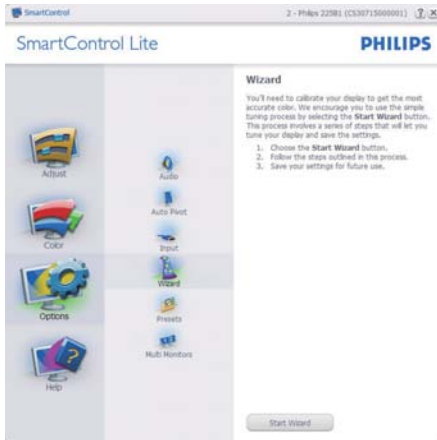 SmartControl
2 - Philips 225B1 (CS30715000001)
SmartControl Lite
PHILIPS
Adjust
Color
Options
Help
Audio
Auto Pivot
Input
Wizard
Presets
Multi Monitors
Wizard
You'll need to calibrate your display to get the most
accurate color. We encourage you to use the simple
tuning process by selecting the Start Wizard button.
This process involves a series of steps that will let you
tune your display and save the settings.
1. Choose the Start Wizard button.
2. Follow the steps outlined in this process.
3. Save your settings for future use.
Start Wizard